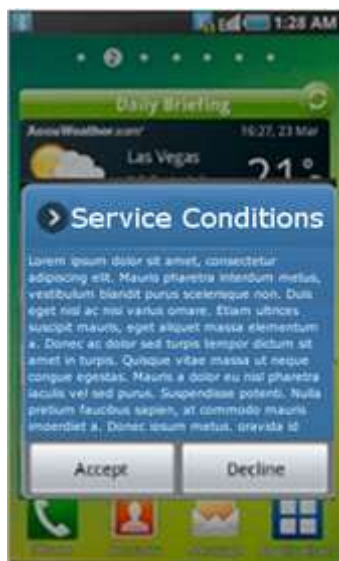 1:28 AM
2
Daily Briefing
AccuWeather.com 16:27, 23 Mar
Las Vegas
21°
Service Conditions
Lorem ipsum dolor sit amet, consectetur
adipiscing elit. Mauris pharetra interdum metus,
vestibulum blandit purus scelerisque non. Duis
eget nisl ac nisi varius ornare. Etiam ultrices
suscipit mauris, eget aliquet massa elementum
a. Donec ac dolor sed turpis tempor dictum sit
amet in turpis. Quisque vitae massa ut neque
congue egestas. Mauris a dolor eu nisl pharetra
iaculis vel sed purus. Suspendisse potenti. Nulla
pretium faucibus sapien, at commodo mauris
imperdiet a. Donec ipsum metus, gravida id
Accept Decline